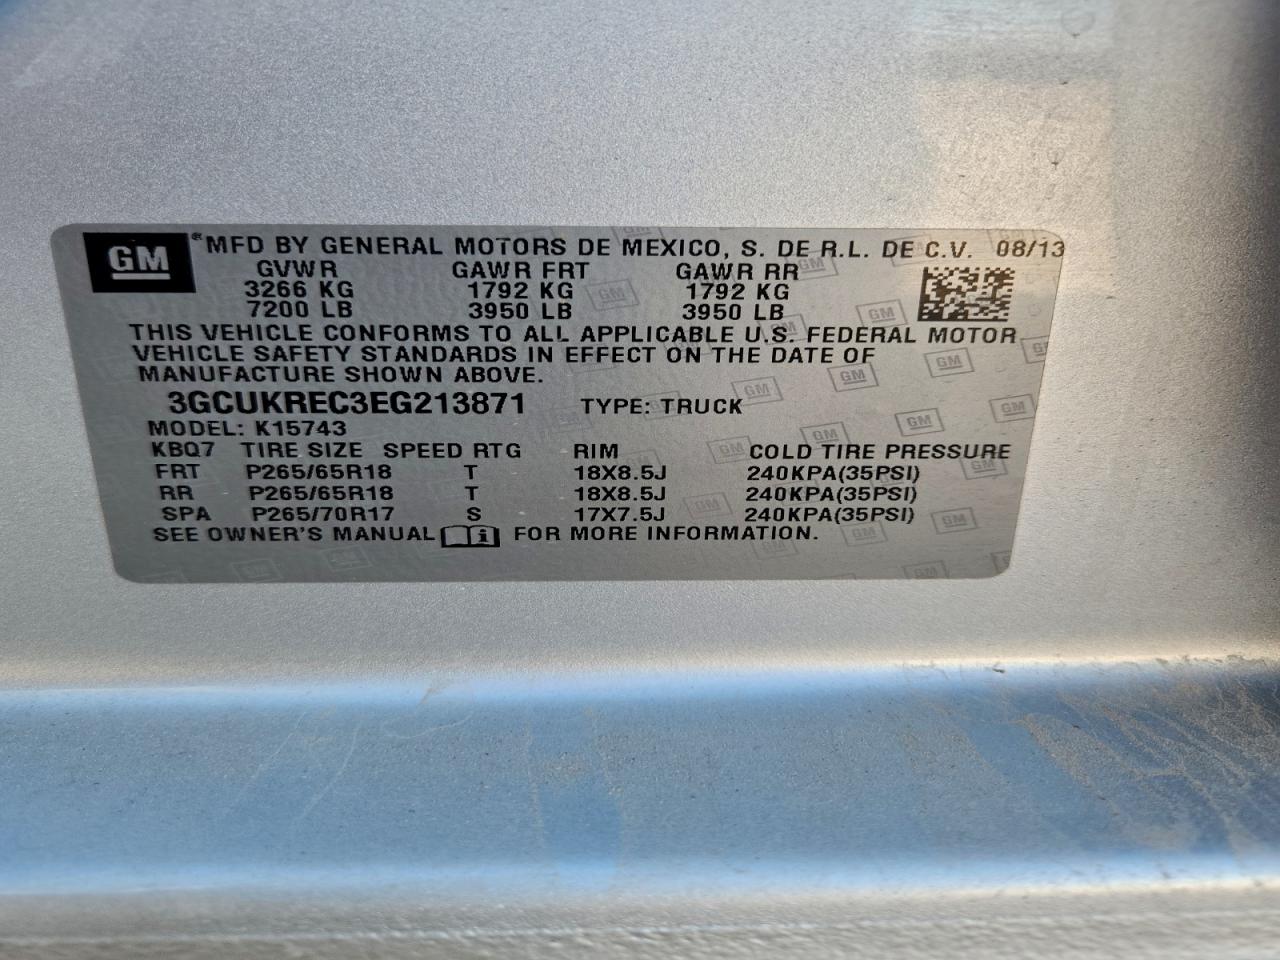 GM ® MFD BY GENERAL MOTORS DE MEXICO, S. DE R.L. DE C.V. 08/13
GVWR GAWR FRT GAWR RR
3266 KG 1792 KG 1792 KG
7200 LB 3950 LB 3950 LB
THIS VEHICLE CONFORMS TO ALL APPLICABLE U.S. FEDERAL MOTOR
VEHICLE SAFETY STANDARDS IN EFFECT ON THE DATE OF
MANUFACTURE SHOWN ABOVE.
3GCUKREC3EG213871 TYPE: TRUCK
MODEL: K15743
KBQ7 TIRE SIZE SPEED RTG RIM COLD TIRE PRESSURE
FRT P265/65R18 T 18X8.5J 240KPA(35PSI)
RR P265/65R18 T 18X8.5J 240KPA(35PSI)
SPA P265/70R17 S 17X7.5J 240KPA(35PSI)
SEE OWNER'S MANUAL i FOR MORE INFORMATION.